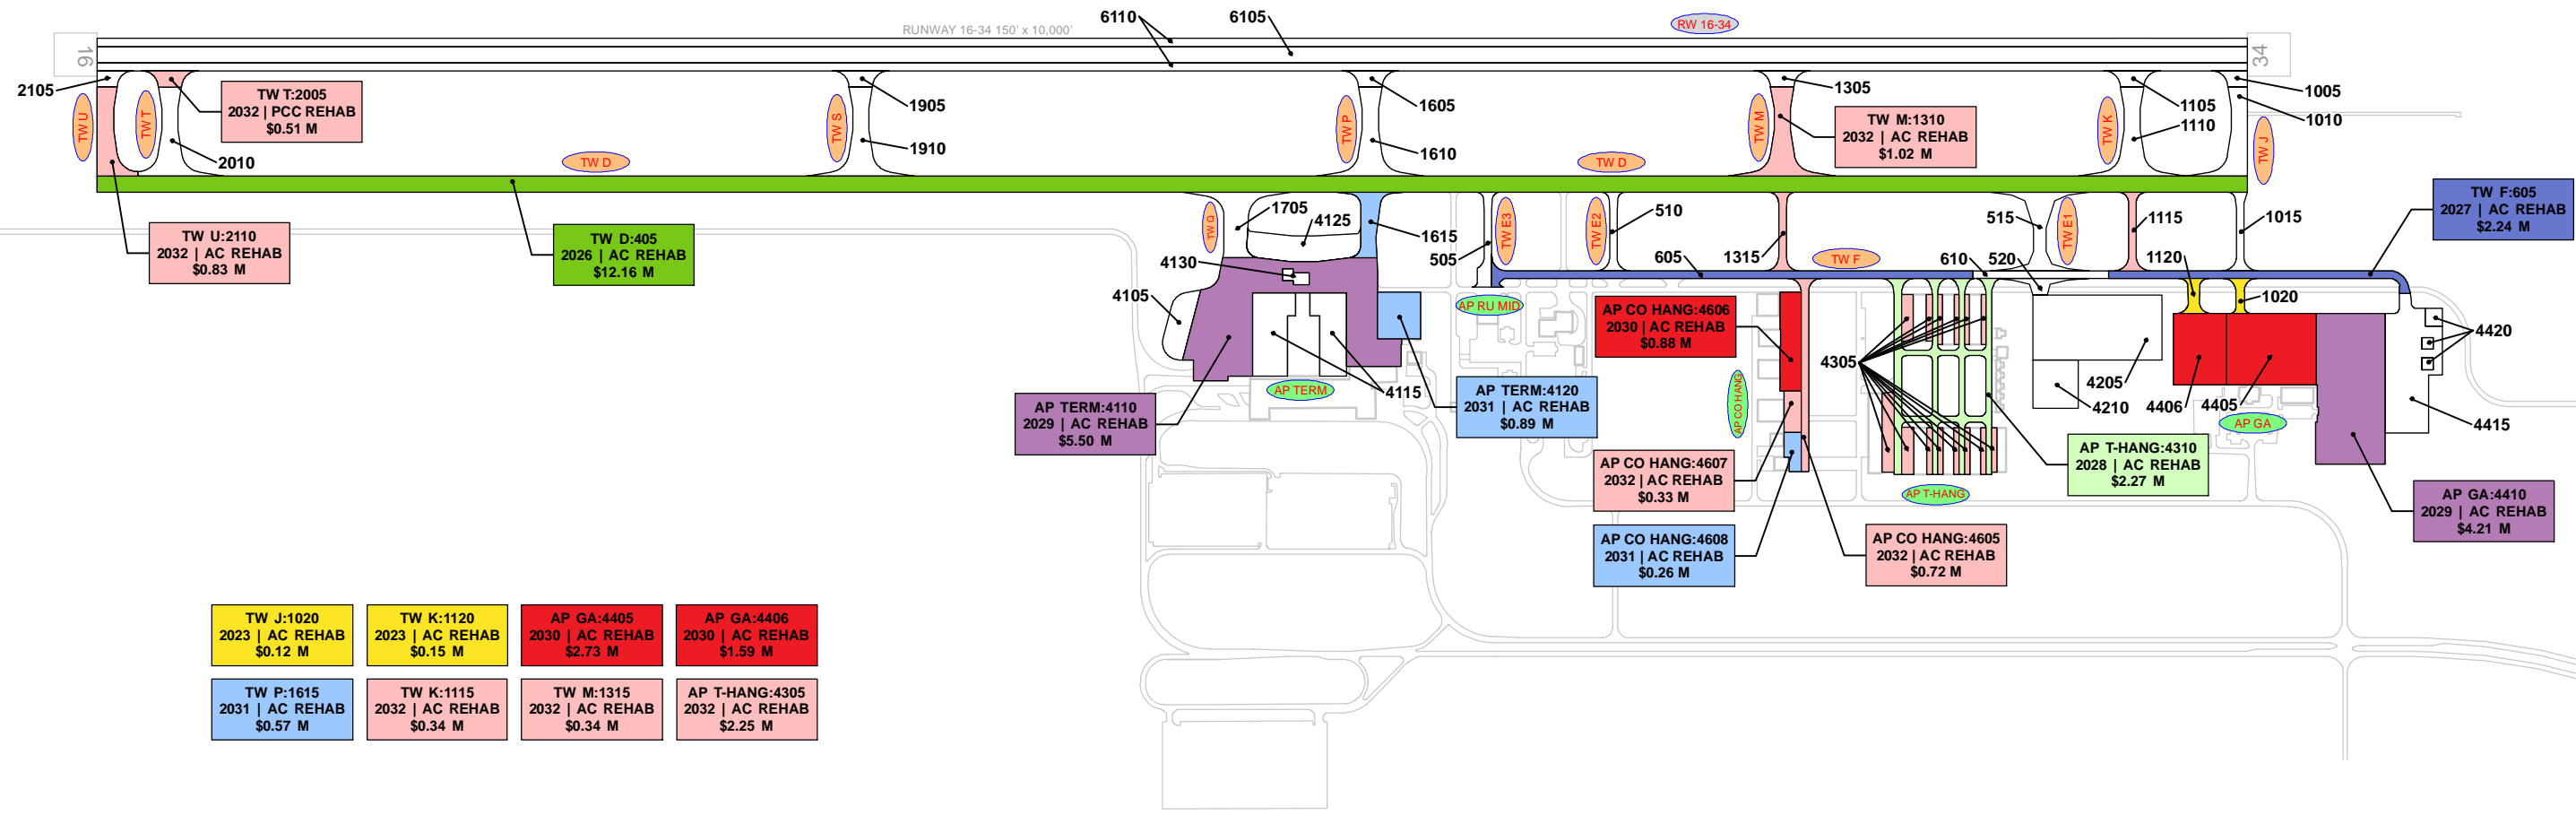 6110
6105
RW 16-34
RUNWAY 16-34 150' x 10,000'
16
34
2105
TW U
TW T
TW T:2005
2032 | PCC REHAB
$0.51 M
2010
TW S
1905
1910
TW D
TW P
1605
1610
TW D
TW M
1305
TW M:1310
2032 | AC REHAB
$1.02 M
TW K
1105
1110
1005
1010
TW J
TW U:2110
2032 | AC REHAB
$0.83 M
TW D:405
2026 | AC REHAB
$12.16 M
TW Q
1705
4125
1615
505
TW E3
TW E2
510
605
1315
TW F
610
520
515
TW E1
1115
1120
1015
1020
TW F:605
2027 | AC REHAB
$2.24 M
4130
4105
AP RU MID
AP TERM
4115
AP TERM:4110
2029 | AC REHAB
$5.50 M
AP TERM:4120
2031 | AC REHAB
$0.89 M
AP CO HANG:4606
2030 | AC REHAB
$0.88 M
AP CO HANG
4305
4205
4210
4406
4405
AP GA
4420
4415
AP CO HANG:4607
2032 | AC REHAB
$0.33 M
AP T-HANG
AP T-HANG:4310
2028 | AC REHAB
$2.27 M
AP GA:4410
2029 | AC REHAB
$4.21 M
AP CO HANG:4608
2031 | AC REHAB
$0.26 M
AP CO HANG:4605
2032 | AC REHAB
$0.72 M
TW J:1020
2023 | AC REHAB
$0.12 M
TW K:1120
2023 | AC REHAB
$0.15 M
AP GA:4405
2030 | AC REHAB
$2.73 M
AP GA:4406
2030 | AC REHAB
$1.59 M
TW P:1615
2031 | AC REHAB
$0.57 M
TW K:1115
2032 | AC REHAB
$0.34 M
TW M:1315
2032 | AC REHAB
$0.34 M
AP T-HANG:4305
2032 | AC REHAB
$2.25 M